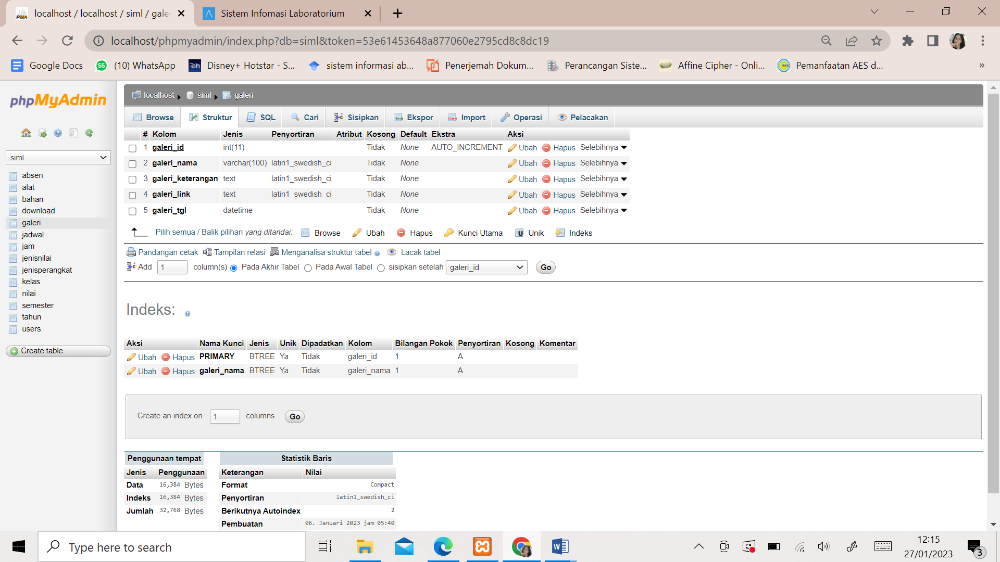 localhost / localhost / siml / gale
Sistem Infomasi Laboratorium
localhost/phpmyadmin/index.php?db=siml&token=53e61453648a877060e2795cd8c8dc19
Google Docs (10) WhatsApp Disney+ Hotstar - S... sistem informasi ab... Penerjemah Dokum... Perancangan Siste... Affine Cipher - Onli... Pemanfaatan AES d... »
phpMyAdmin
siml
absen
alat
bahan
download
galeri
jadwal
jam
jenisnilai
jenisperangkat
kelas
nilai
semester
tahun
users
Create table
localhost siml galeri
Browse Struktur SQL Cari Sisipkan Ekspor Import Operasi Pelacakan
# Kolom Jenis Penyortiran Atribut Kosong Default Ekstra Aksi
1 galeri_id int(11) Tidak None AUTO_INCREMENT Ubah Hapus Selebihnya
2 galeri_nama varchar(100) latin1_swedish_ci Tidak None Ubah Hapus Selebihnya
3 galeri_keterangan text latin1_swedish_ci Tidak None Ubah Hapus Selebihnya
4 galeri_link text latin1_swedish_ci Tidak None Ubah Hapus Selebihnya
5 galeri_tgl datetime Tidak None Ubah Hapus Selebihnya
Pilih semua / Balik pilihan yang ditandai: Browse Ubah Hapus Kunci Utama Unik Indeks
Pandangan cetak Tampilan relasi Menganalisa struktur tabel Lacak tabel
Add 1 column(s) Pada Akhir Tabel Pada Awal Tabel sisipkan setelah galeri_id Go
Indeks:
Aksi Nama Kunci Jenis Unik Dipadatkan Kolom Bilangan Pokok Penyortiran Kosong Komentar
Ubah Hapus PRIMARY BTREE Ya Tidak galeri_id 1 A
Ubah Hapus galeri_nama BTREE Ya Tidak galeri_nama 1 A
Create an index on 1 columns Go
Penggunaan tempat
Jenis Penggunaan
Data 16,384 Bytes
Indeks 16,384 Bytes
Jumlah 32,768 Bytes
Statistik Baris
Keterangan Nilai
Format Compact
Penyortiran latin1_swedish_ci
Berikutnya Autoindex 2
Pembuatan 06. Januari 2023 jam 05:40
Type here to search
12:15
27/01/2023
3